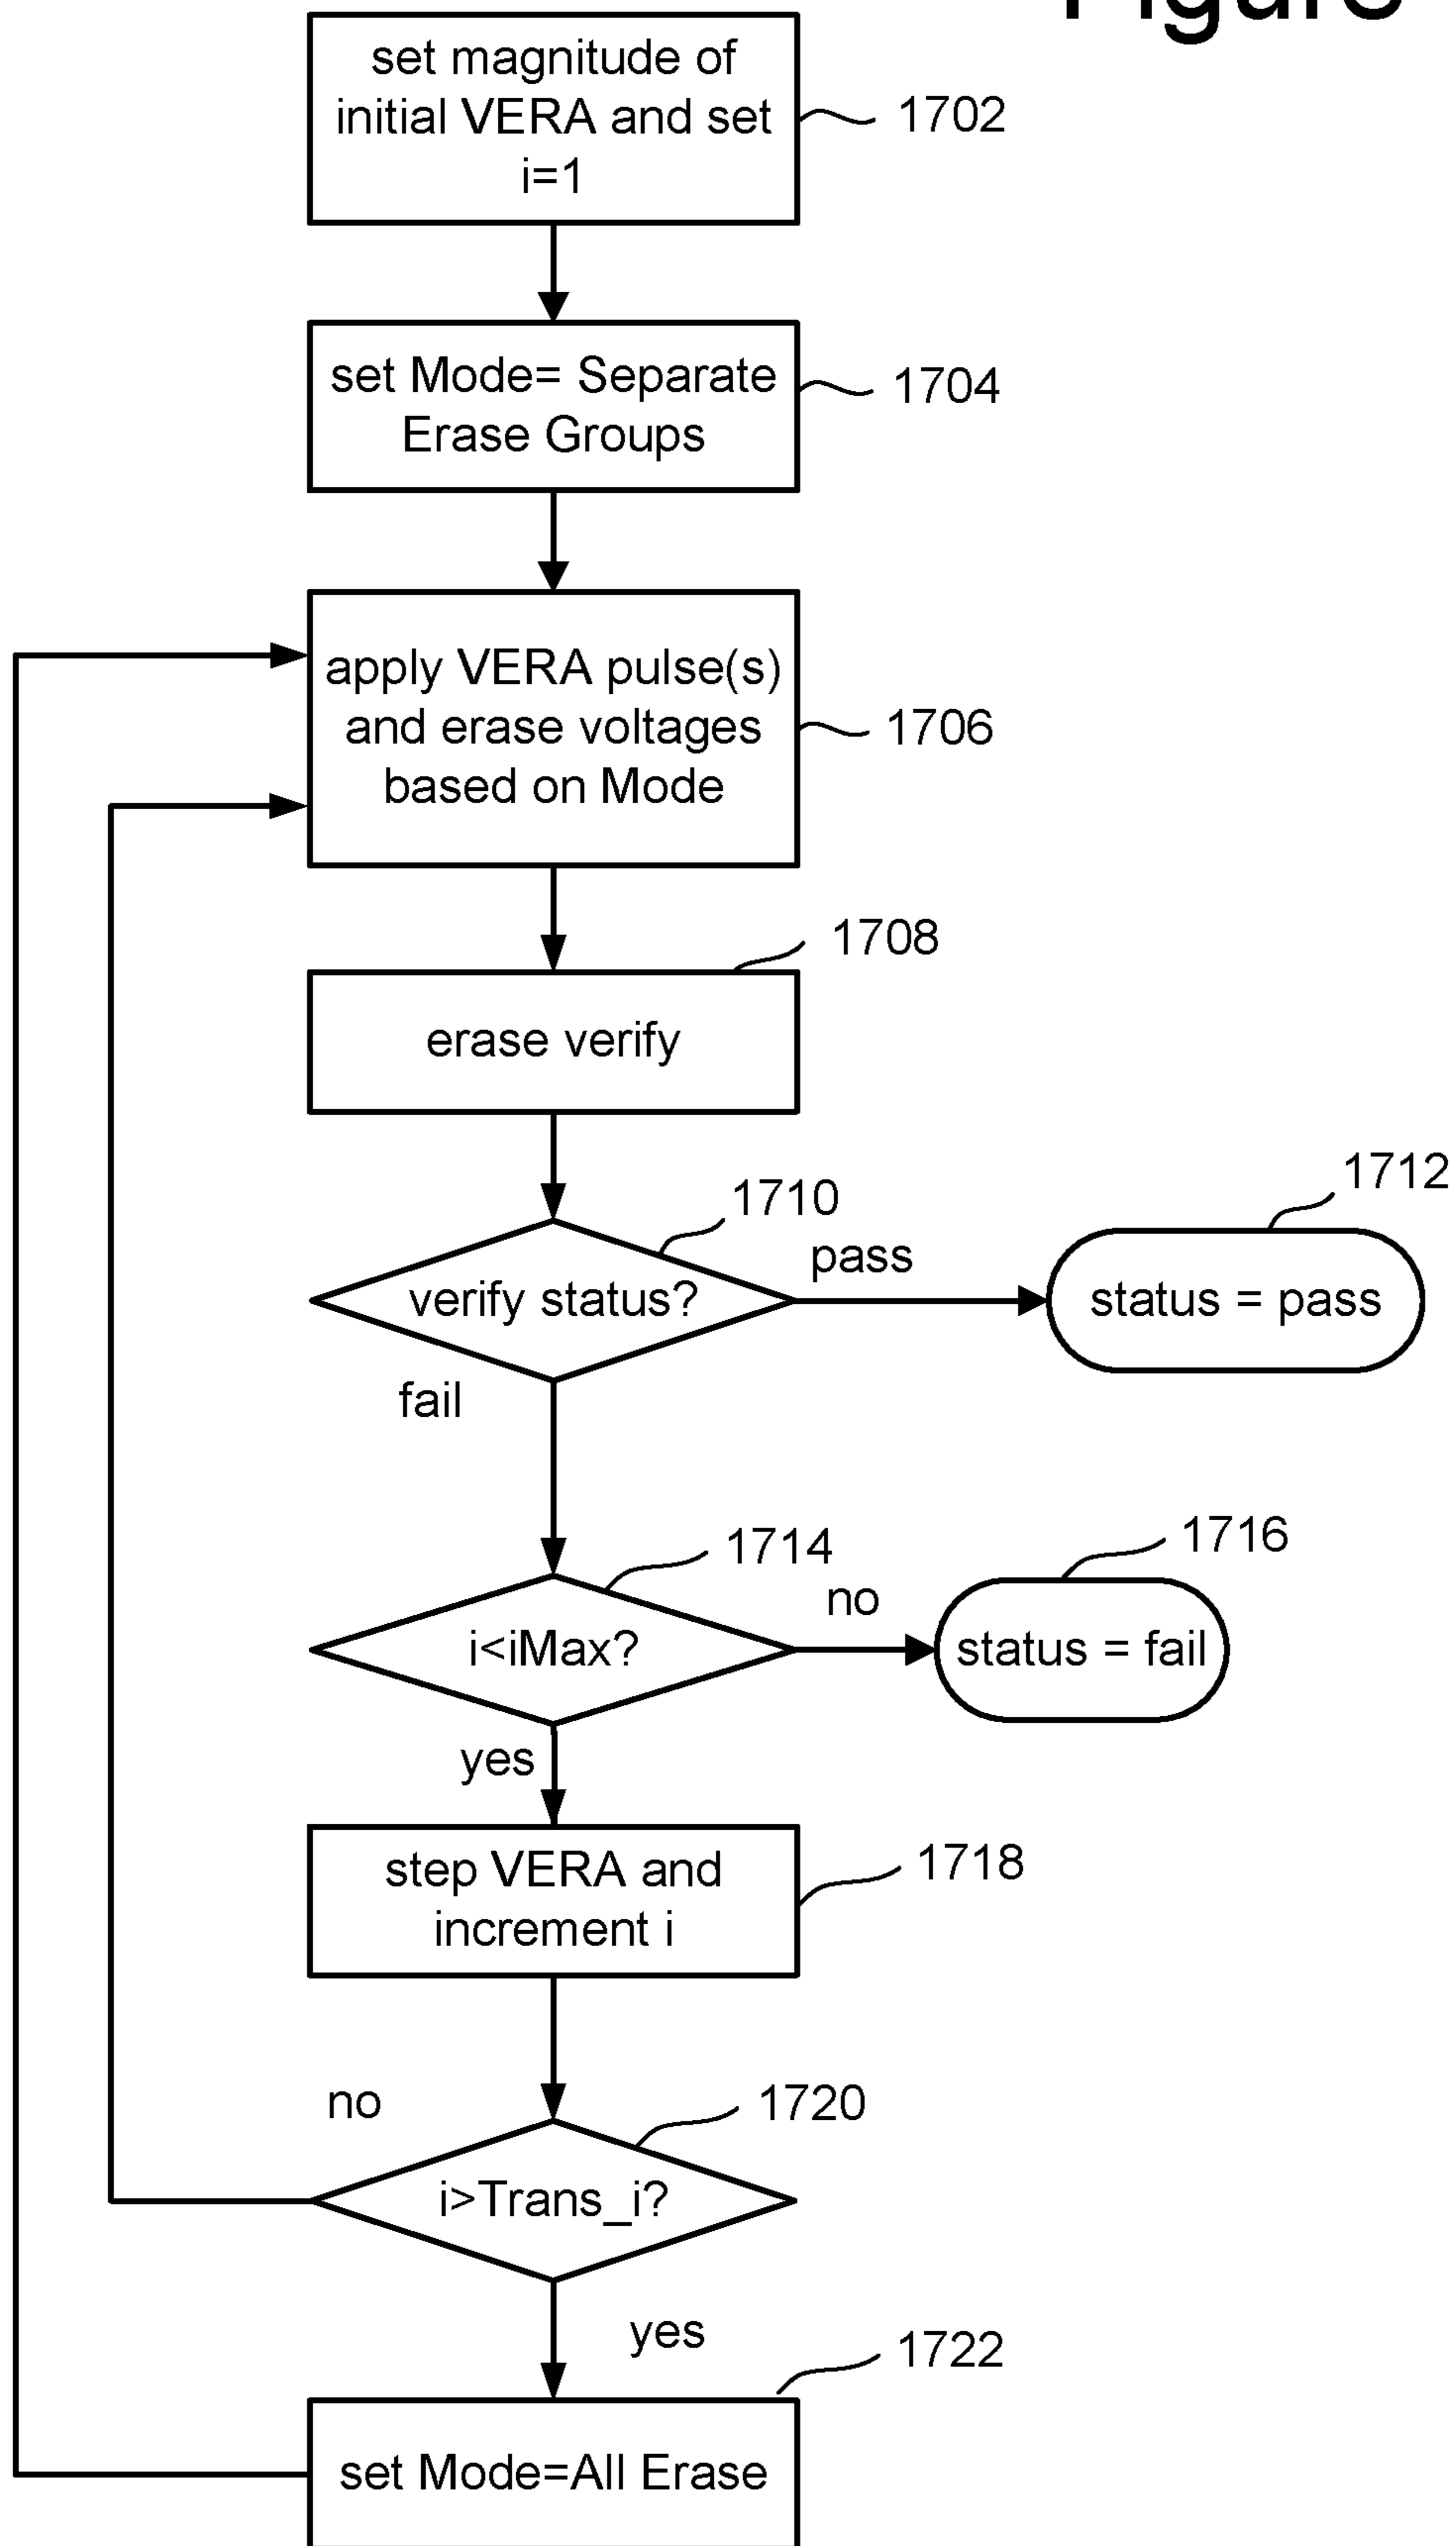 Figure
set magnitude of
initial VERA and set
i=1
1702
set Mode= Separate
Erase Groups
1704
apply VERA pulse(s)
and erase voltages
based on Mode
1706
1708
erase verify
1710
verify status?
pass
1712
status = pass
fail
1714
i<iMax?
no
1716
status = fail
yes
step VERA and
increment i
1718
no
1720
i>Trans_i?
yes
1722
set Mode=All Erase